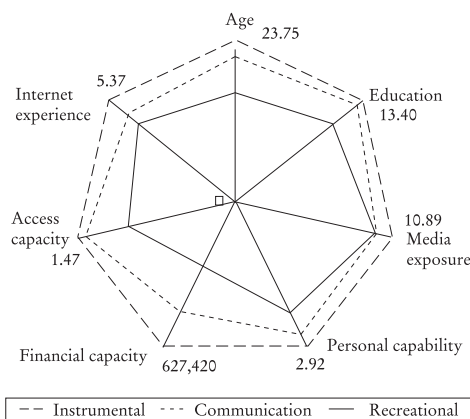 Age
23.75
5.37
Internet
experience
Education
13.40
Access
capacity
1.47
10.89
Media
exposure
Financial capacity
627,420
Personal capability
2.92
Instrumental
Communication
Recreational